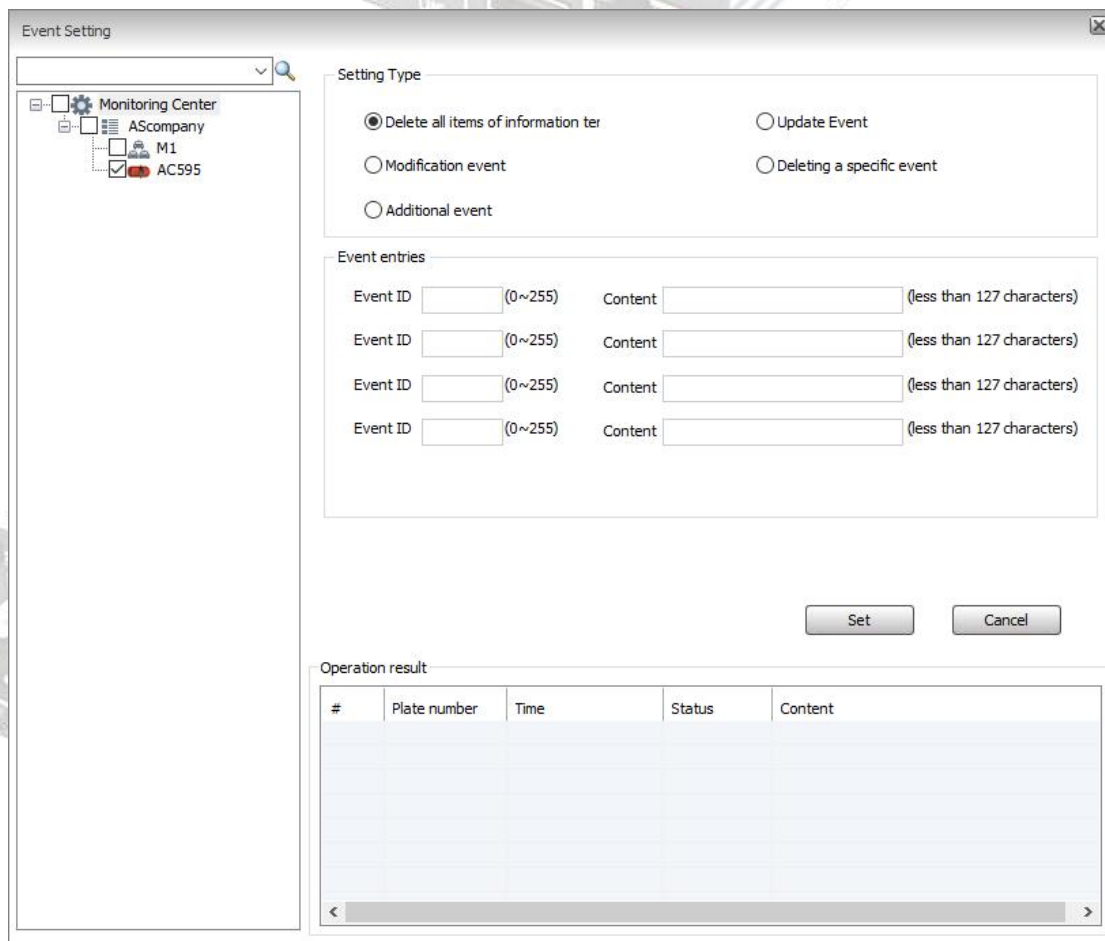 Event Setting
Monitoring Center
AScompany
M1
AC595
Setting Type
Delete all items of information ter
Update Event
Modification event
Deleting a specific event
Additional event
Event entries
Event ID (0~255) Content (less than 127 characters)
Event ID (0~255) Content (less than 127 characters)
Event ID (0~255) Content (less than 127 characters)
Event ID (0~255) Content (less than 127 characters)
Set Cancel
Operation result
# Plate number Time Status Content